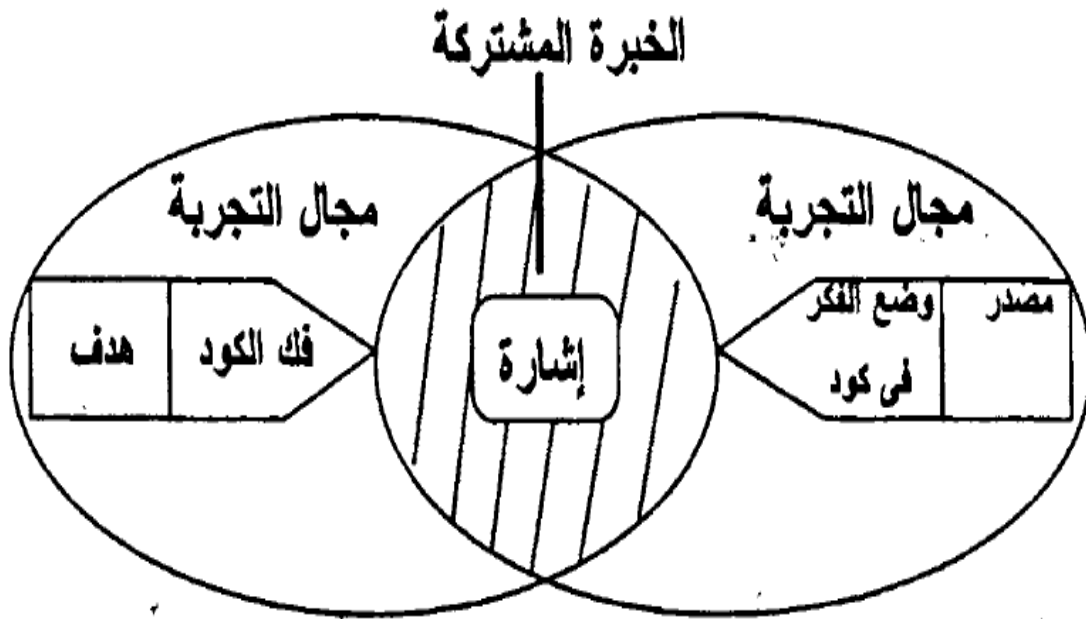 الخبرة المشتركة
مجال التجربة
مجال التجربة
مصدر
وضع الفكر
فى كود
إشارة
فك الكود
هدف